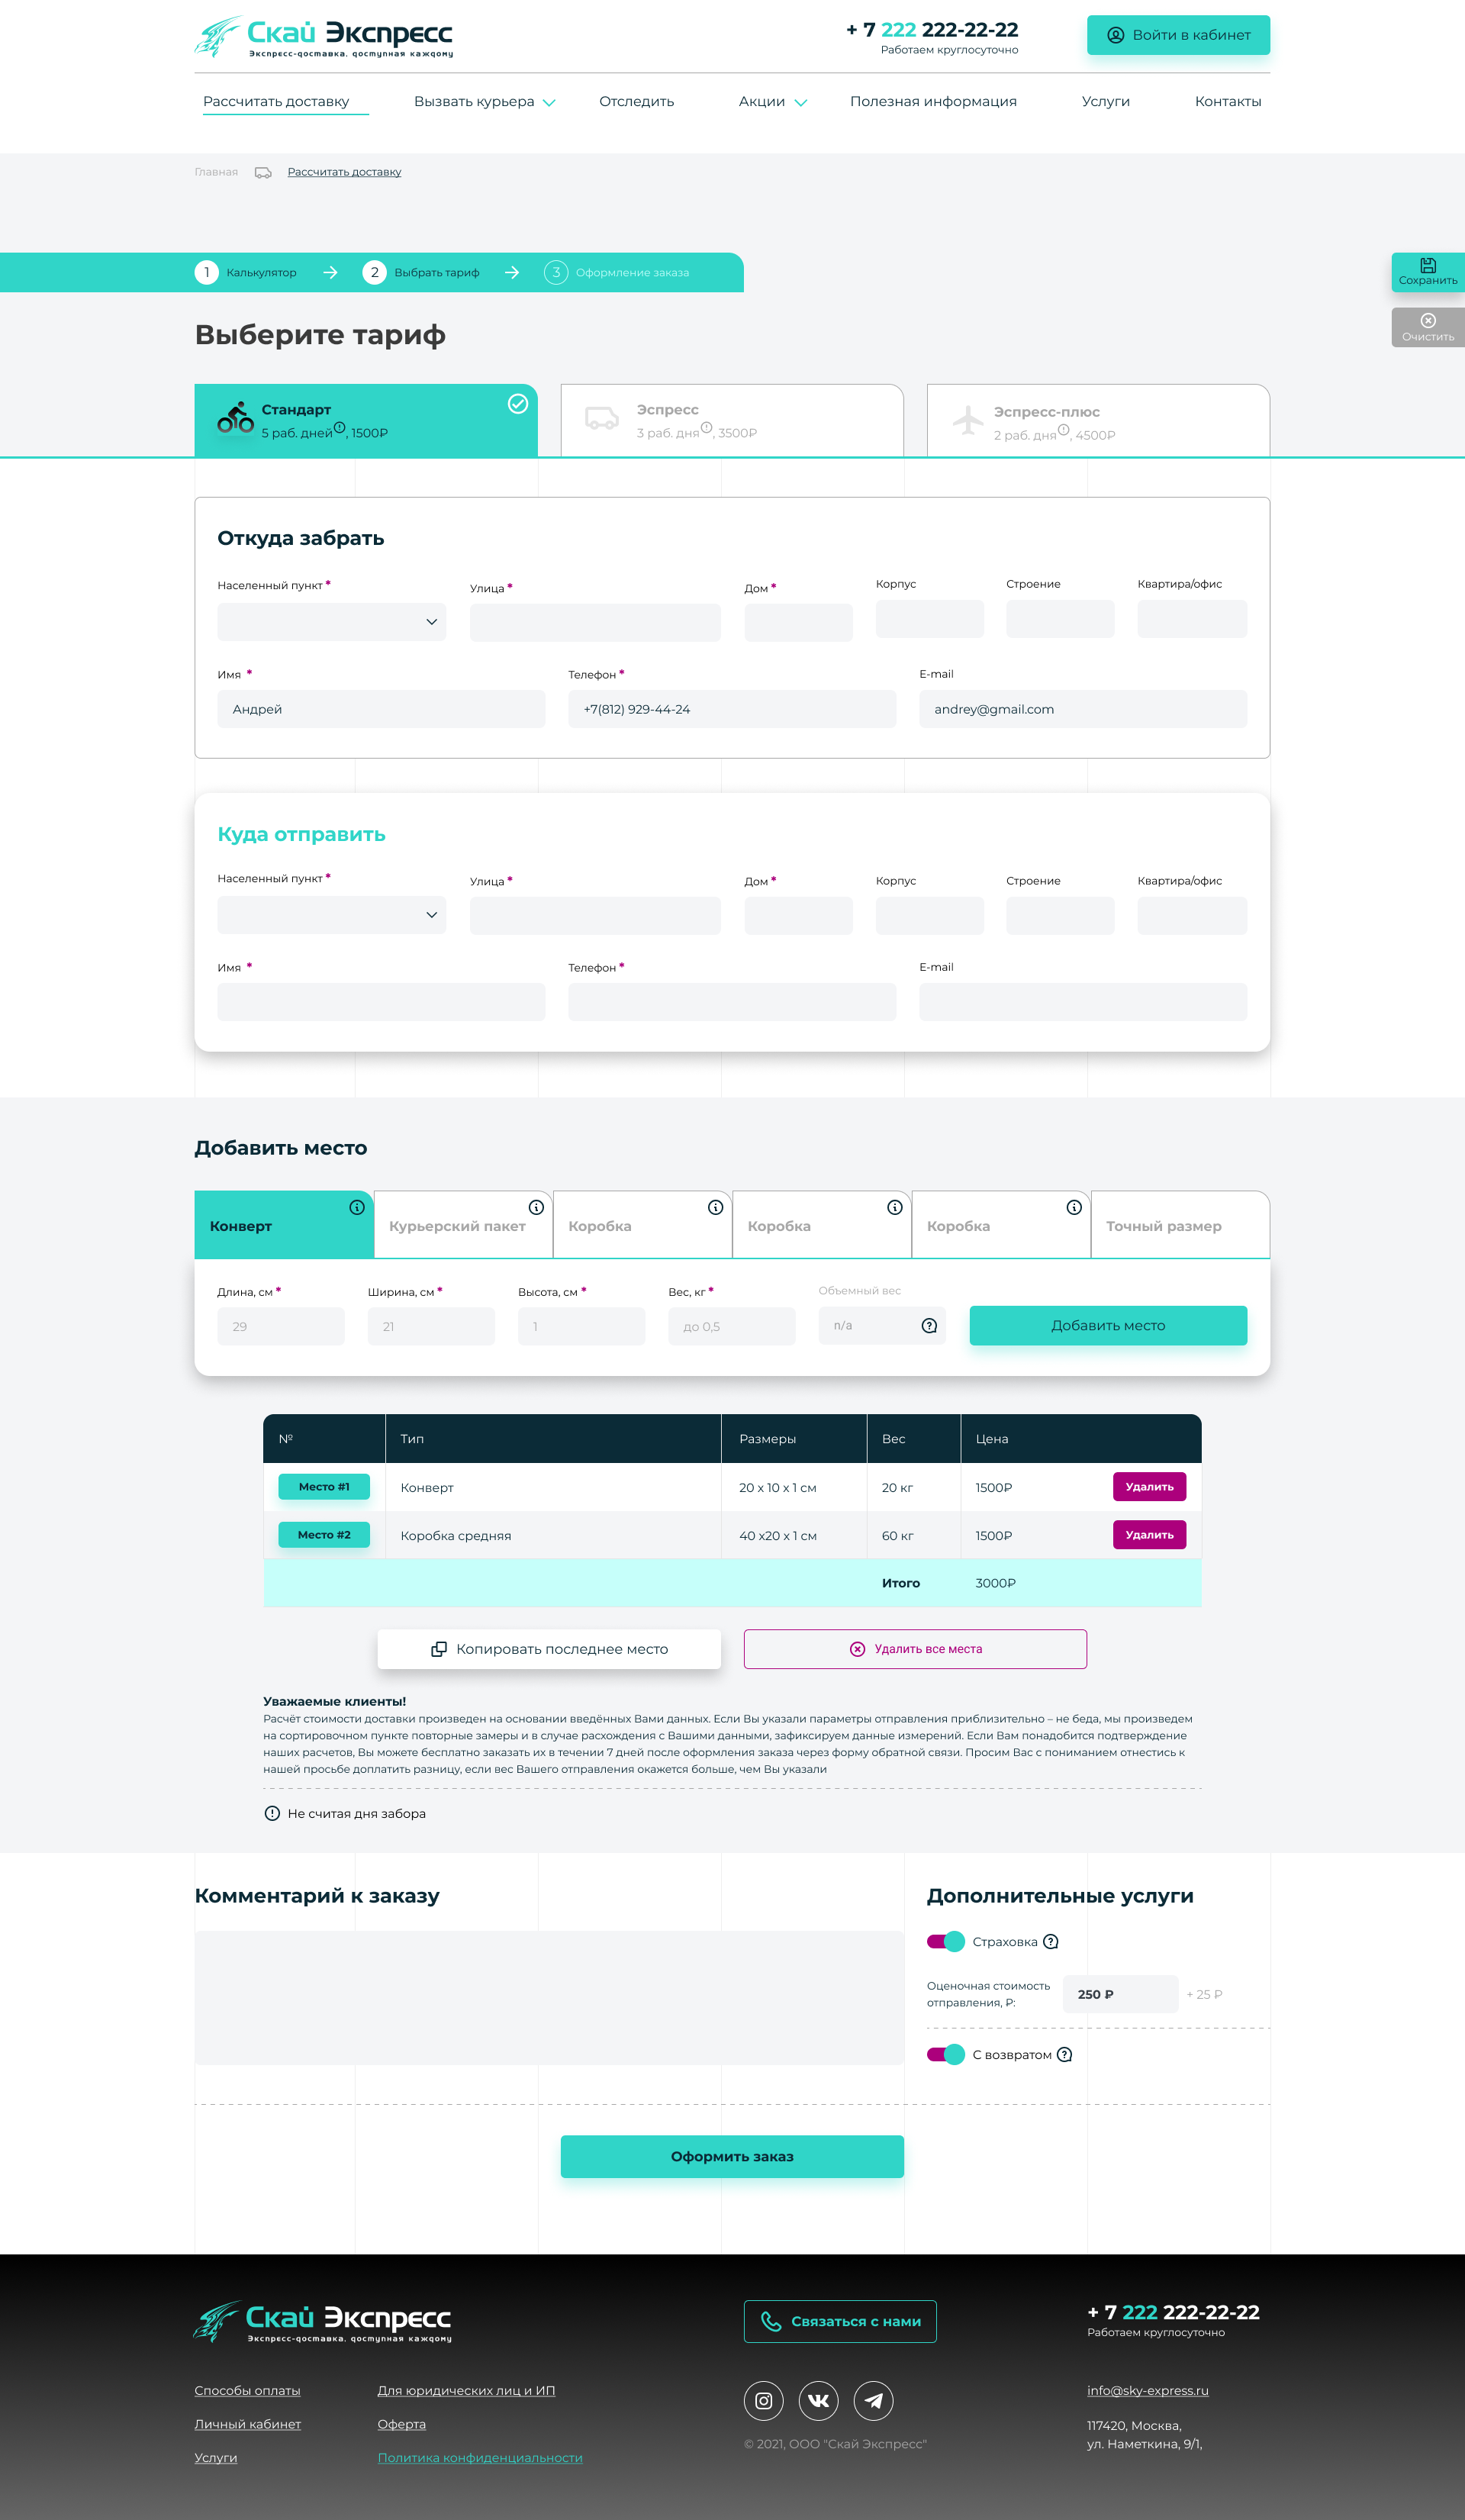 Скай Экспресс
Экспресс-доставка, доступная каждому
+ 7 222 222-22-22
Работаем круглосуточно
Войти в кабинет
Рассчитать доставку
Вызвать курьера
Отследить
Акции
Полезная информация
Услуги
Контакты
Главная
Рассчитать доставку
1 Калькулятор
2 Выбрать тариф
3 Оформление заказа
Сохранить
Очистить
Выберите тариф
Стандарт
5 раб. дней, 1500₽
Эспресс
3 раб. дня, 3500₽
Эспресс-плюс
2 раб. дня, 4500₽
Откуда забрать
Населенный пункт *
Улица *
Дом *
Корпус
Строение
Квартира/офис
Имя *
Телефон *
E-mail
Андрей
+7(812) 929-44-24
andrey@gmail.com
Куда отправить
Населенный пункт *
Улица *
Дом *
Корпус
Строение
Квартира/офис
Имя *
Телефон *
E-mail
Добавить место
Конверт
Курьерский пакет
Коробка
Коробка
Коробка
Точный размер
Длина, см *
Ширина, см *
Высота, см *
Вес, кг *
Объемный вес
29
21
1
до 0,5
n/a
Добавить место
№ Тип Размеры Вес Цена
Место #1 Конверт 20 x 10 x 1 см 20 кг 1500₽ Удалить
Место #2 Коробка средняя 40 x20 x 1 см 60 кг 1500₽ Удалить
Итого 3000₽
Копировать последнее место
Удалить все места
Уважаемые клиенты!
Расчёт стоимости доставки произведен на основании введённых Вами данных. Если Вы указали параметры отправления приблизительно – не беда, мы произведем
на сортировочном пункте повторные замеры и в случае расхождения с Вашими данными, зафиксируем данные измерений. Если Вам понадобится подтверждение
наших расчетов, Вы можете бесплатно заказать их в течении 7 дней после оформления заказа через форму обратной связи. Просим Вас с пониманием отнестись к
нашей просьбе доплатить разницу, если вес Вашего отправления окажется больше, чем Вы указали
Не считая дня забора
Комментарий к заказу
Дополнительные услуги
Страховка
Оценочная стоимость
отправления, ₽:
250 ₽
+ 25 ₽
С возвратом
Оформить заказ
Скай Экспресс
Экспресс-доставка, доступная каждому
Связаться с нами
+ 7 222 222-22-22
Работаем круглосуточно
Способы оплаты
Личный кабинет
Услуги
Для юридических лиц и ИП
Оферта
Политика конфиденциальности
© 2021, ООО "Скай Экспресс"
info@sky-express.ru
117420, Москва,
ул. Наметкина, 9/1,